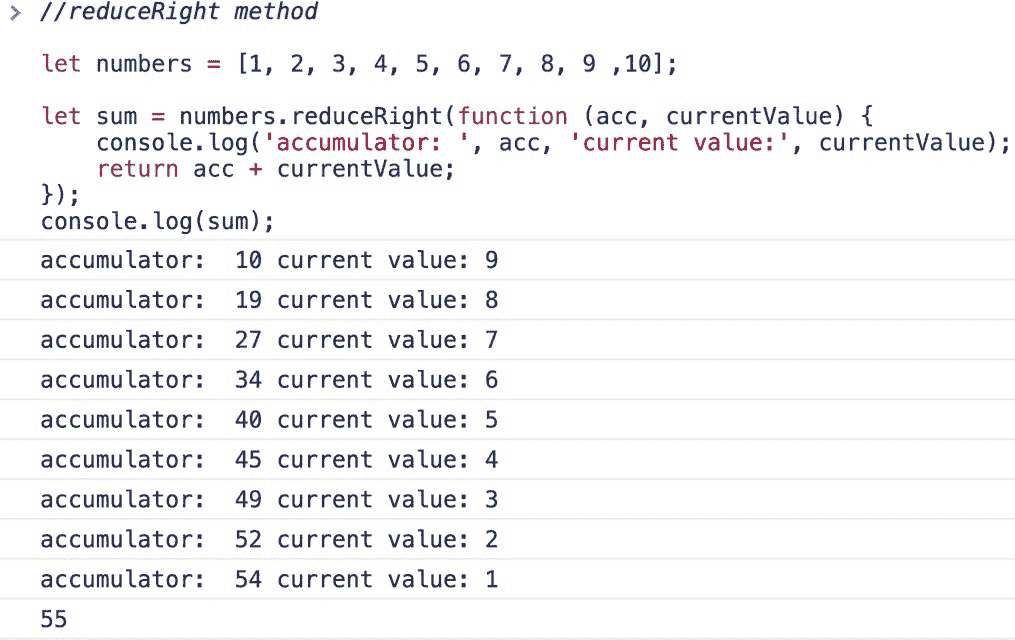 > //reduceRight method
let numbers = [1, 2, 3, 4, 5, 6, 7, 8, 9 ,10];
let sum = numbers.reduceRight(function (acc, currentValue) {
    console.log('accumulator: ', acc, 'current value:', currentValue);
    return acc + currentValue;
});
console.log(sum);
accumulator:  10 current value: 9
accumulator:  19 current value: 8
accumulator:  27 current value: 7
accumulator:  34 current value: 6
accumulator:  40 current value: 5
accumulator:  45 current value: 4
accumulator:  49 current value: 3
accumulator:  52 current value: 2
accumulator:  54 current value: 1
55